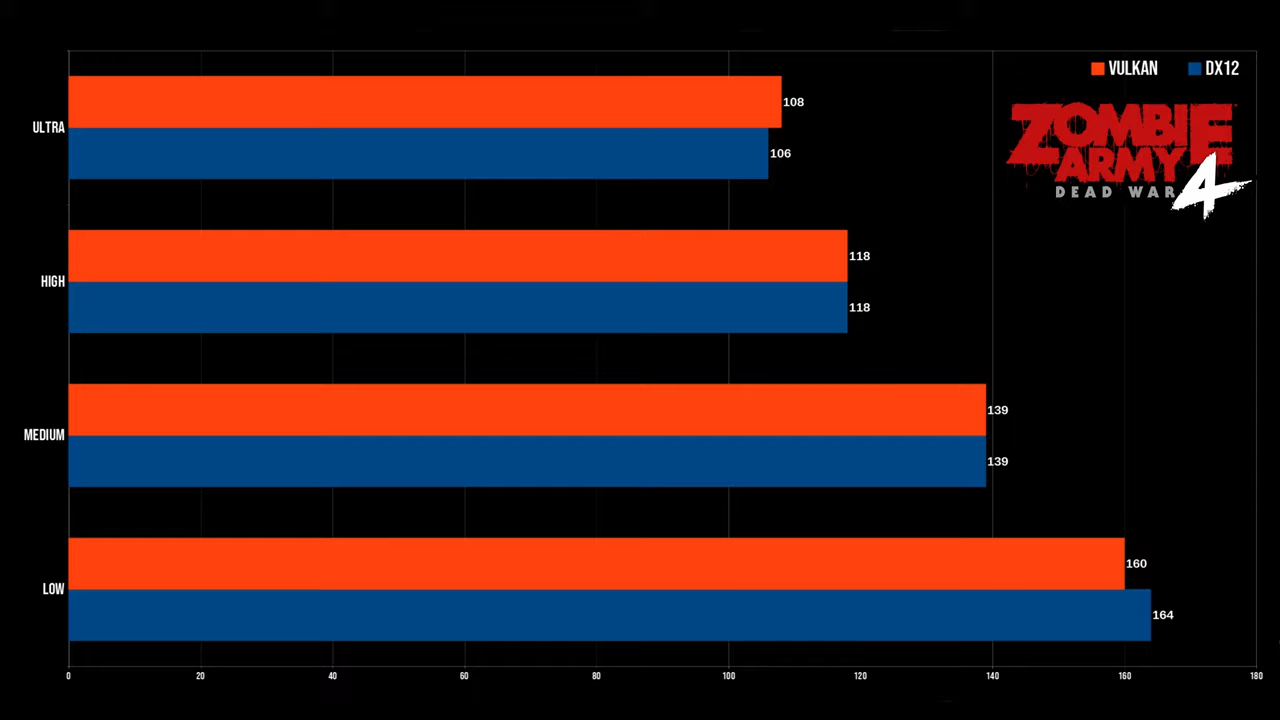 VULKAN DX12
ZOMBIE
ARMY 4
DEAD WAR
ULTRA
108
106
HIGH
118
118
MEDIUM
139
139
LOW
160
164
0 20 40 60 80 100 120 140 160 180